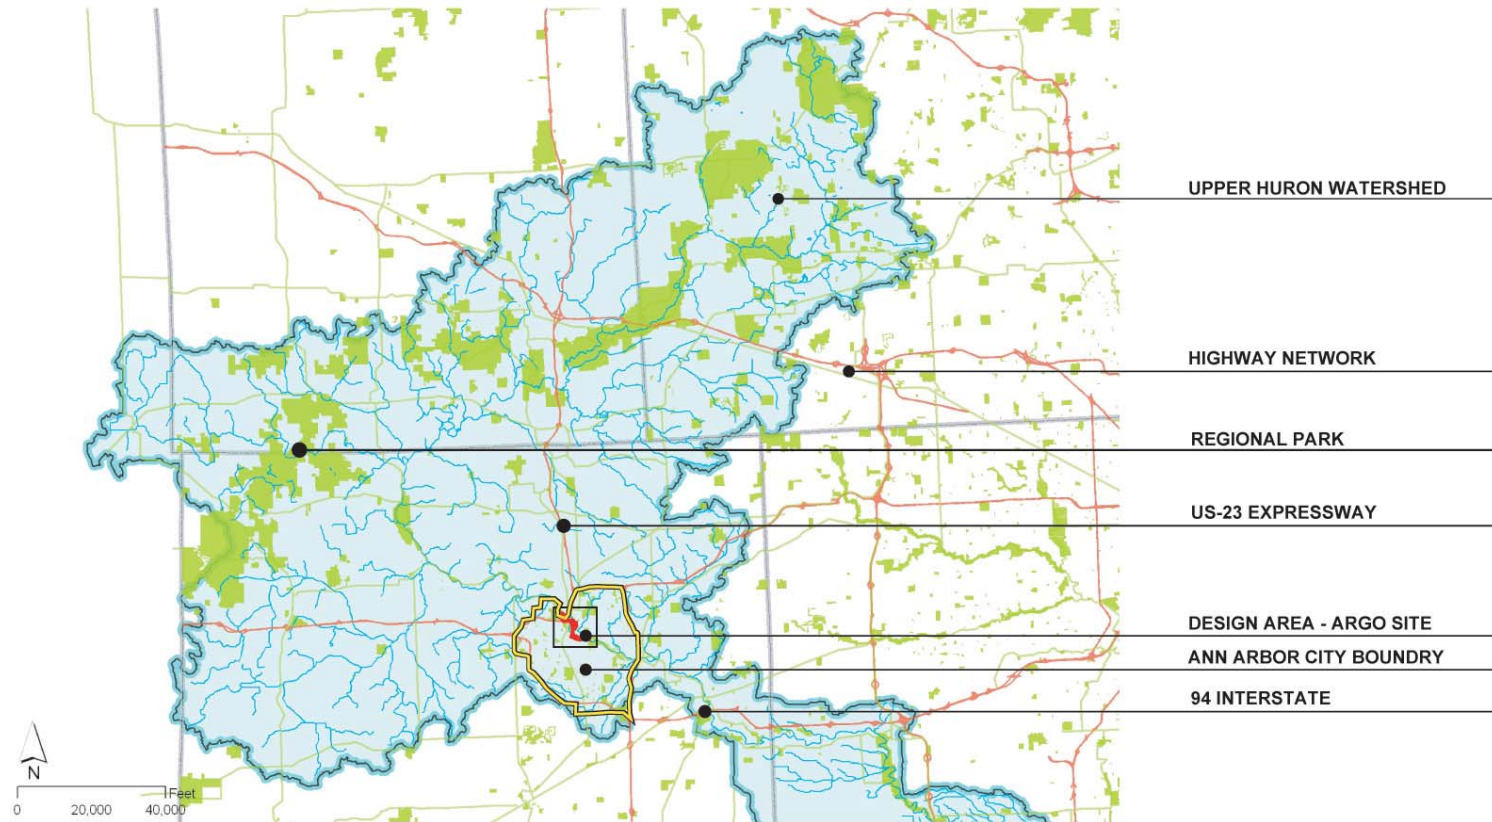 UPPER HURON WATERSHED
HIGHWAY NETWORK
REGIONAL PARK
US-23 EXPRESSWAY
DESIGN AREA - ARGO SITE
ANN ARBOR CITY BOUNDRY
94 INTERSTATE
N
Feet
0 20,000 40,000